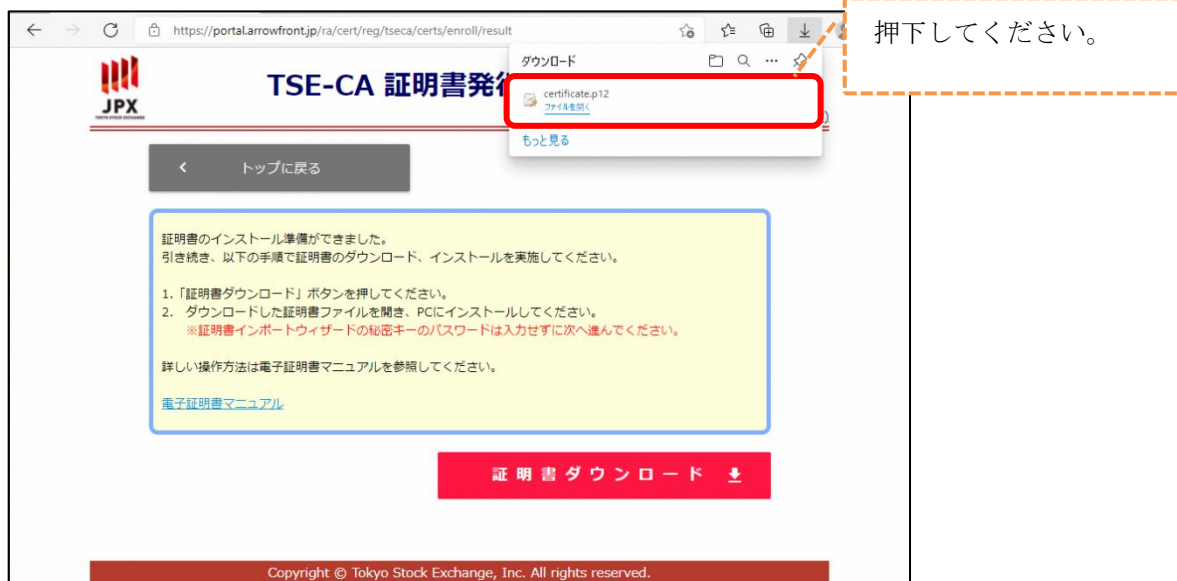 https://portal.arrowfront.jp/ra/cert/reg/tseca/certs/enroll/result
押下してください。
ダウンロード
certificate.p12
ファイルを開く
もっと見る
JPX
TOKYO STOCK EXCHANGE
TSE-CA 証明書発
トップに戻る
証明書のインストール準備ができました。
引き続き、以下の手順で証明書のダウンロード、インストールを実施してください。
1.「証明書ダウンロード」ボタンを押してください。
2. ダウンロードした証明書ファイルを開き、PCにインストールしてください。
※証明書インポートウィザードの秘密キーのパスワードは入力せずに次へ進んでください。
詳しい操作方法は電子証明書マニュアルを参照してください。
電子証明書マニュアル
証明書ダウンロード
Copyright © Tokyo Stock Exchange, Inc. All rights reserved.